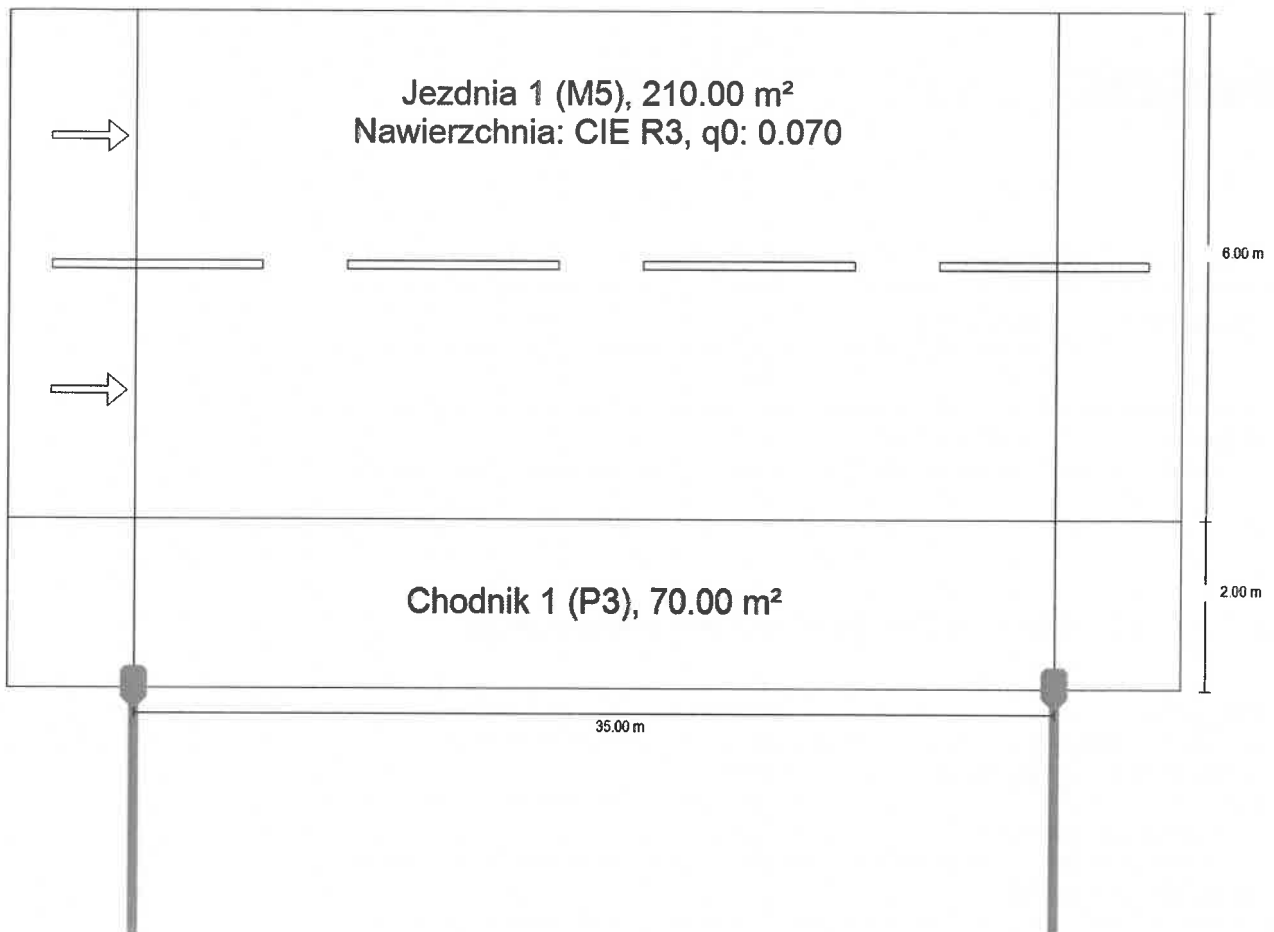 Jezdnia 1 (M5), 210.00 m²
Nawierzchnia: CIE R3, q0: 0.070
6.00 m
Chodnik 1 (P3), 70.00 m²
2.00 m
35.00 m